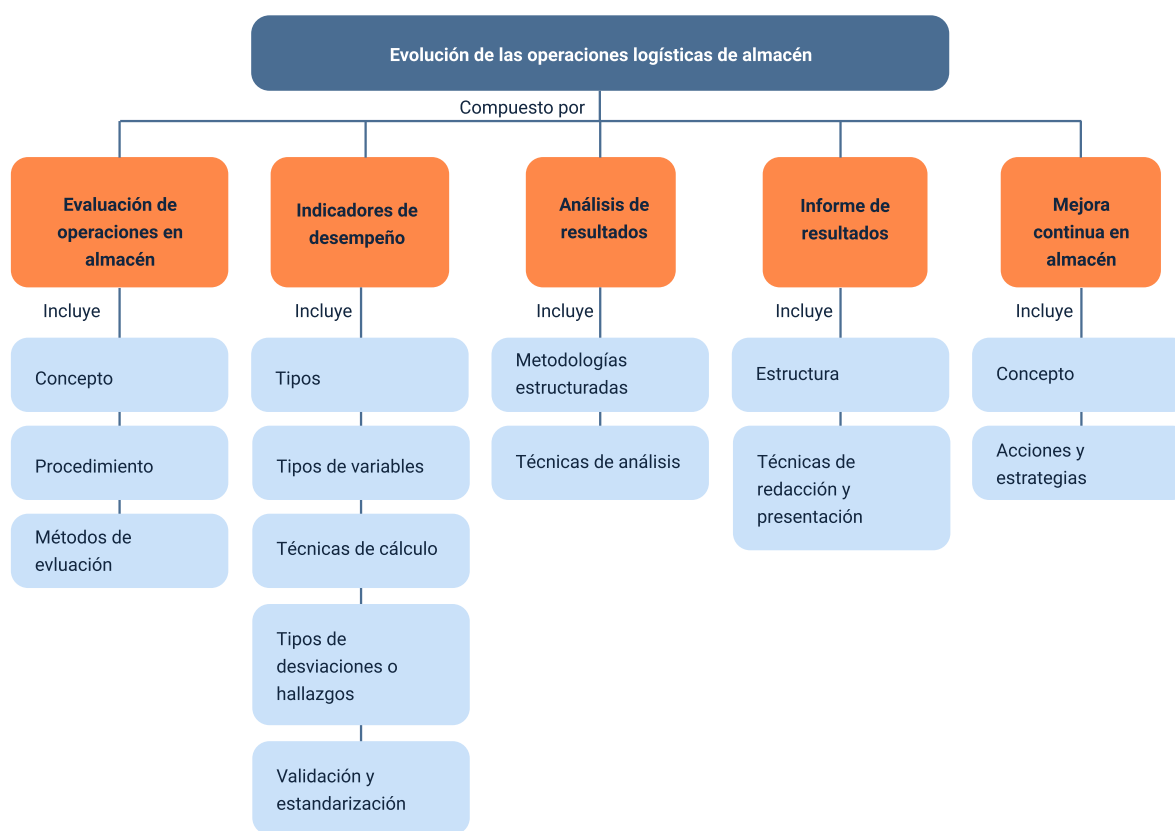 Evolución de las operaciones logísticas de almacén
Compuesto por
Evaluación de
operaciones en
almacén
Incluye
Concepto
Procedimiento
Métodos de
evluación
Indicadores de
desempeño
Incluye
Tipos
Tipos de variables
Técnicas de cálculo
Tipos de
desviaciones o
hallazgos
Validación y
estandarización
Análisis de
resultados
Incluye
Metodologías
estructuradas
Técnicas de análisis
Informe de
resultados
Incluye
Estructura
Técnicas de
redacción y
presentación
Mejora
continua en
almacén
Incluye
Concepto
Acciones y
estrategias